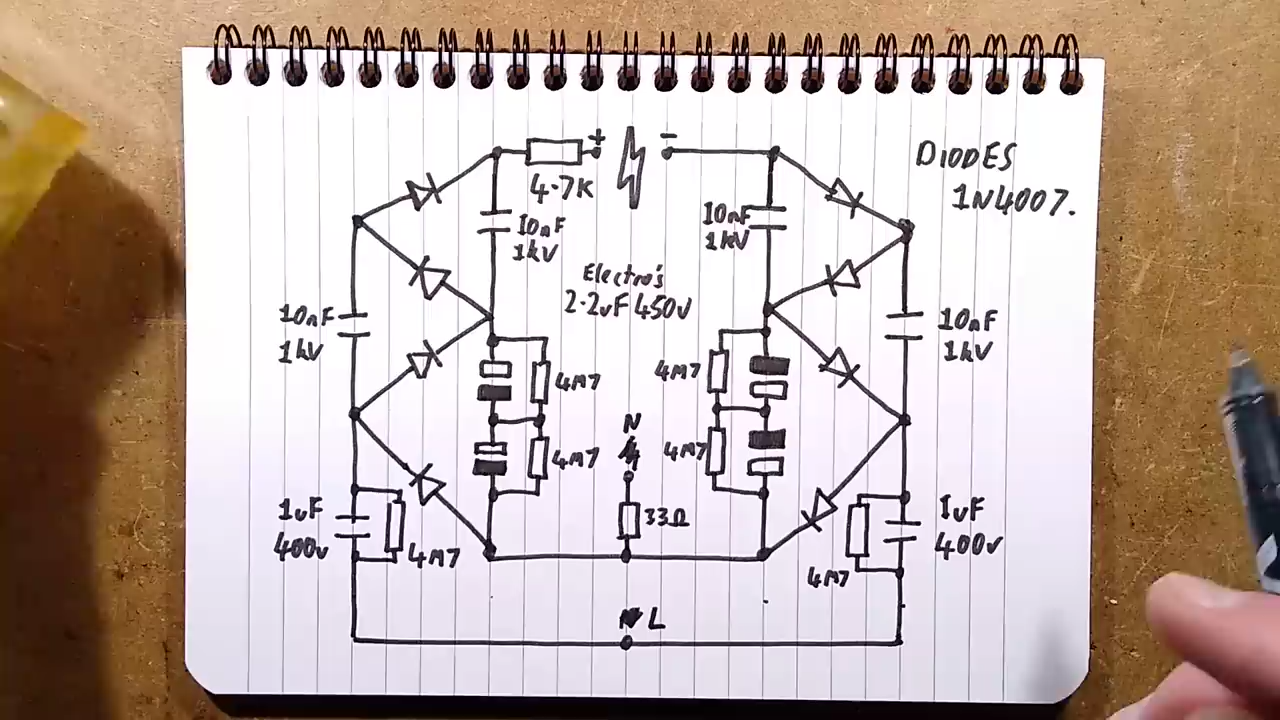 DIODES
1N4007.
+
-
4.7K
10nF
1kV
10nF
1kV
Electro's
2.2uF 450v
10nF
1kV
10nF
1kV
4M7
4M7
4M7
4M7
N
33Ω
1uF
400v
4M7
1uF
400v
4M7
L